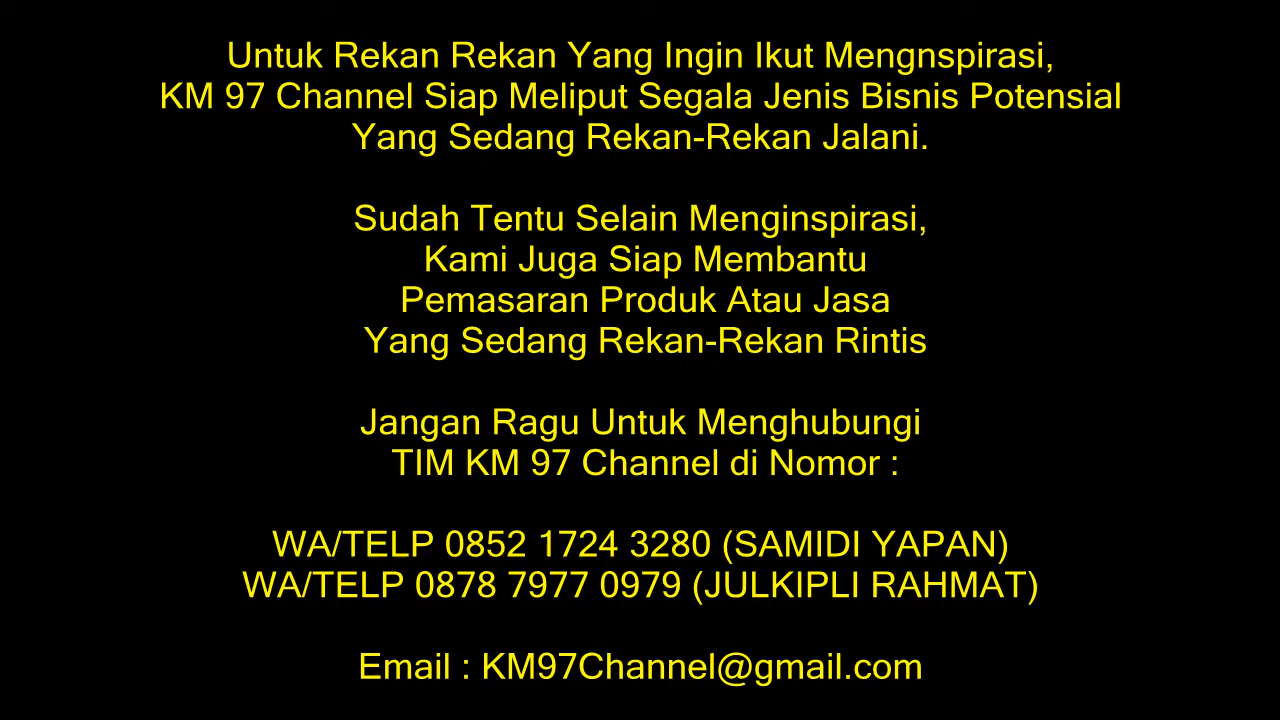 Untuk Rekan Rekan Yang Ingin Ikut Mengnspirasi,
KM 97 Channel Siap Meliput Segala Jenis Bisnis Potensial
Yang Sedang Rekan-Rekan Jalani.
Sudah Tentu Selain Menginspirasi,
Kami Juga Siap Membantu
Pemasaran Produk Atau Jasa
Yang Sedang Rekan-Rekan Rintis
Jangan Ragu Untuk Menghubungi
TIM KM 97 Channel di Nomor :
WA/TELP 0852 1724 3280 (SAMIDI YAPAN)
WA/TELP 0878 7977 0979 (JULKIPLI RAHMAT)
Email : KM97Channel@gmail.com